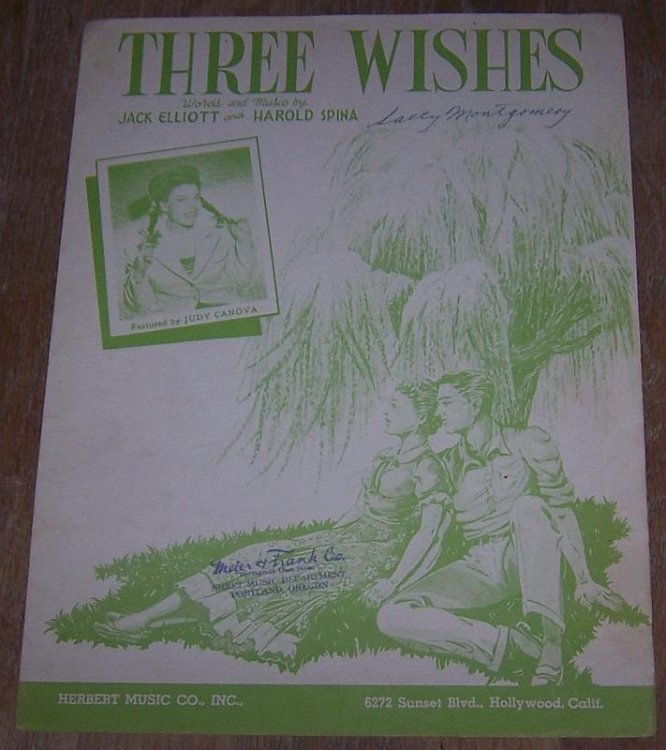 THREE WISHES
Words and Music by
JACK ELLIOTT and HAROLD SPINA
Sally Montgomery
Featured by JUDY CANOVA
Meier & Frank Co.
SHEET MUSIC DEPARTMENT
PORTLAND, OREGON
HERBERT MUSIC CO., INC., 6272 Sunset Blvd., Hollywood, Calif.